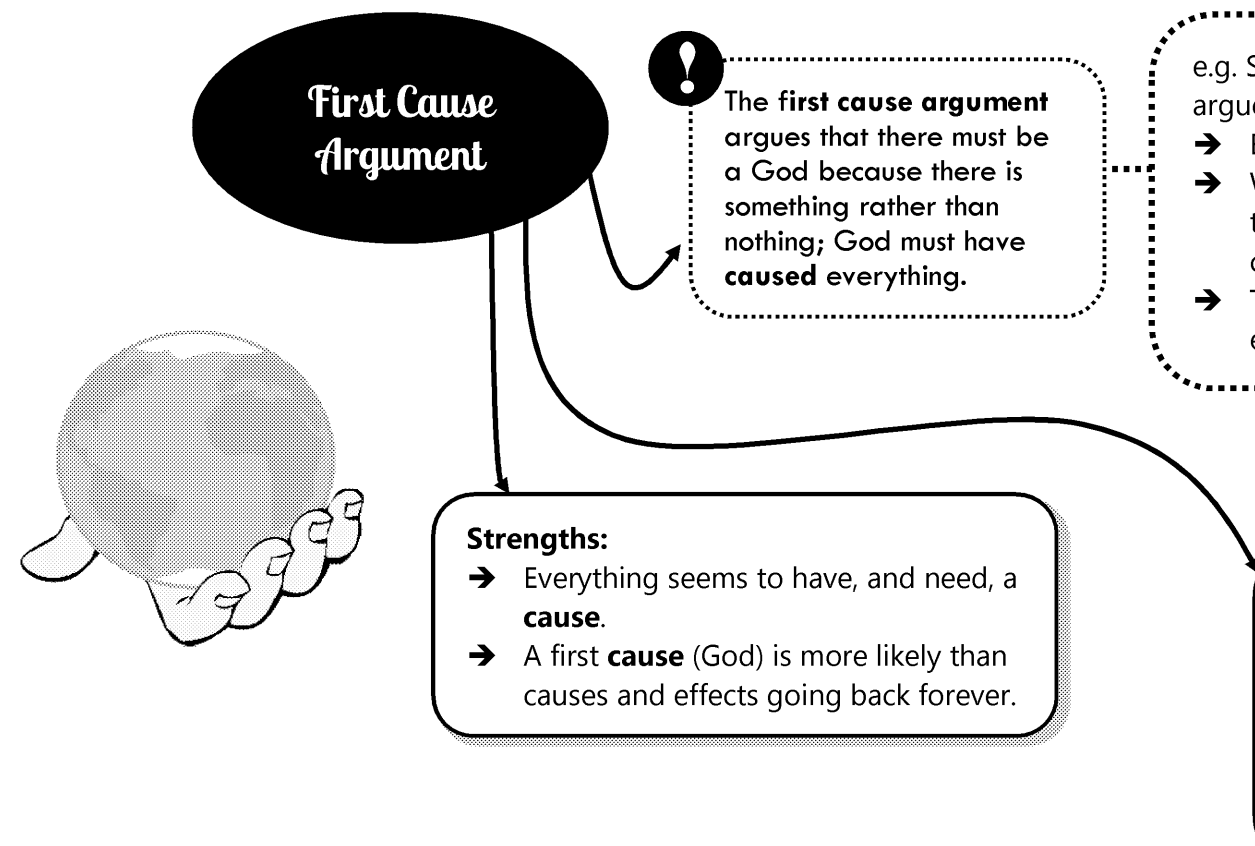 First Cause
Argument
!
The first cause argument
argues that there must be
a God because there is
something rather than
nothing; God must have
caused everything.
e.g.
➔
➔
➔
Strengths:
➔ Everything seems to have, and need, a
cause.
➔ A first cause (God) is more likely than
causes and effects going back forever.